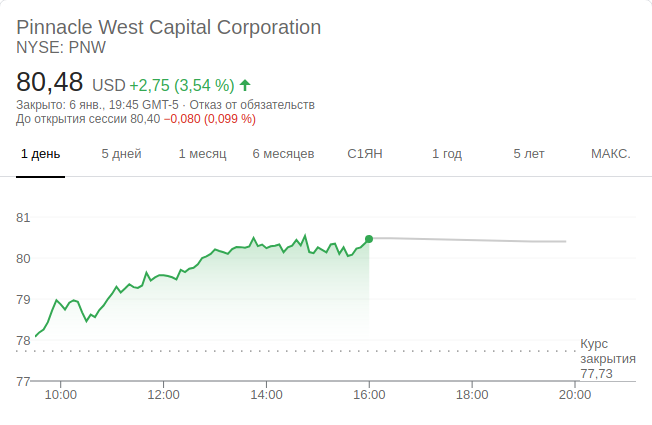 Pinnacle West Capital Corporation
NYSE: PNW
80,48 USD +2,75 (3,54 %)
Закрыто: 6 янв., 19:45 GMT-5 · Отказ от обязательств
До открытия сессии 80,40 −0,080 (0,099 %)
1 день 5 дней 1 месяц 6 месяцев С1ЯН 1 год 5 лет МАКС.
81
80
79
78
Курс
закрытия
77,73
77
10:00 12:00 14:00 16:00 18:00 20:00